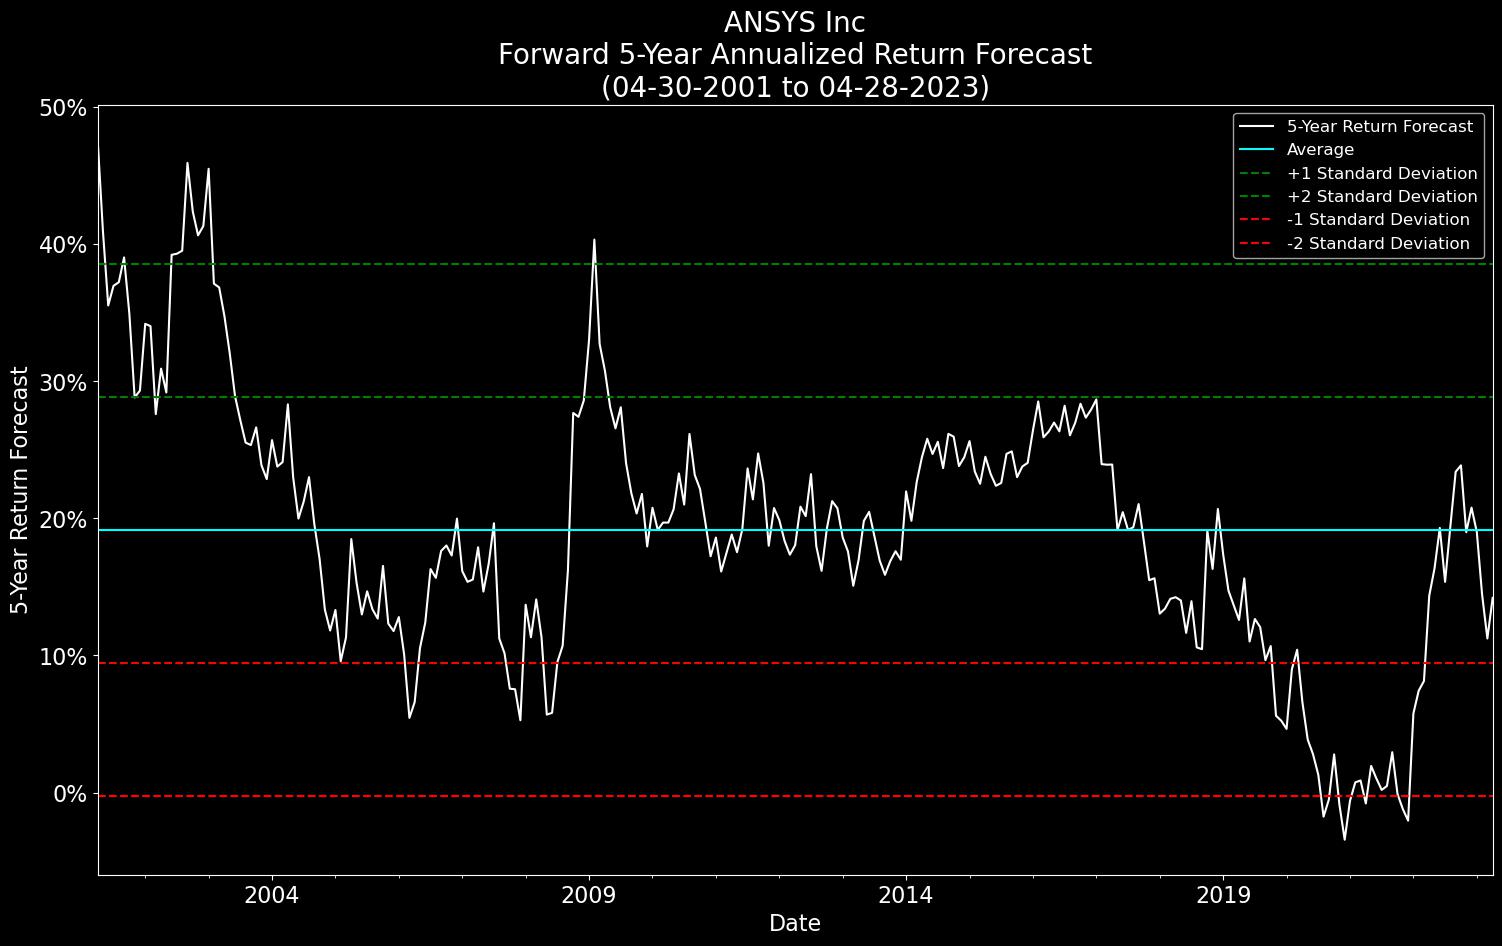 ANSYS Inc
Forward 5-Year Annualized Return Forecast
(04-30-2001 to 04-28-2023)
50%
40%
30%
20%
10%
0%
5-Year Return Forecast
5-Year Return Forecast
Average
+1 Standard Deviation
+2 Standard Deviation
-1 Standard Deviation
-2 Standard Deviation
2004
2009
2014
2019
Date